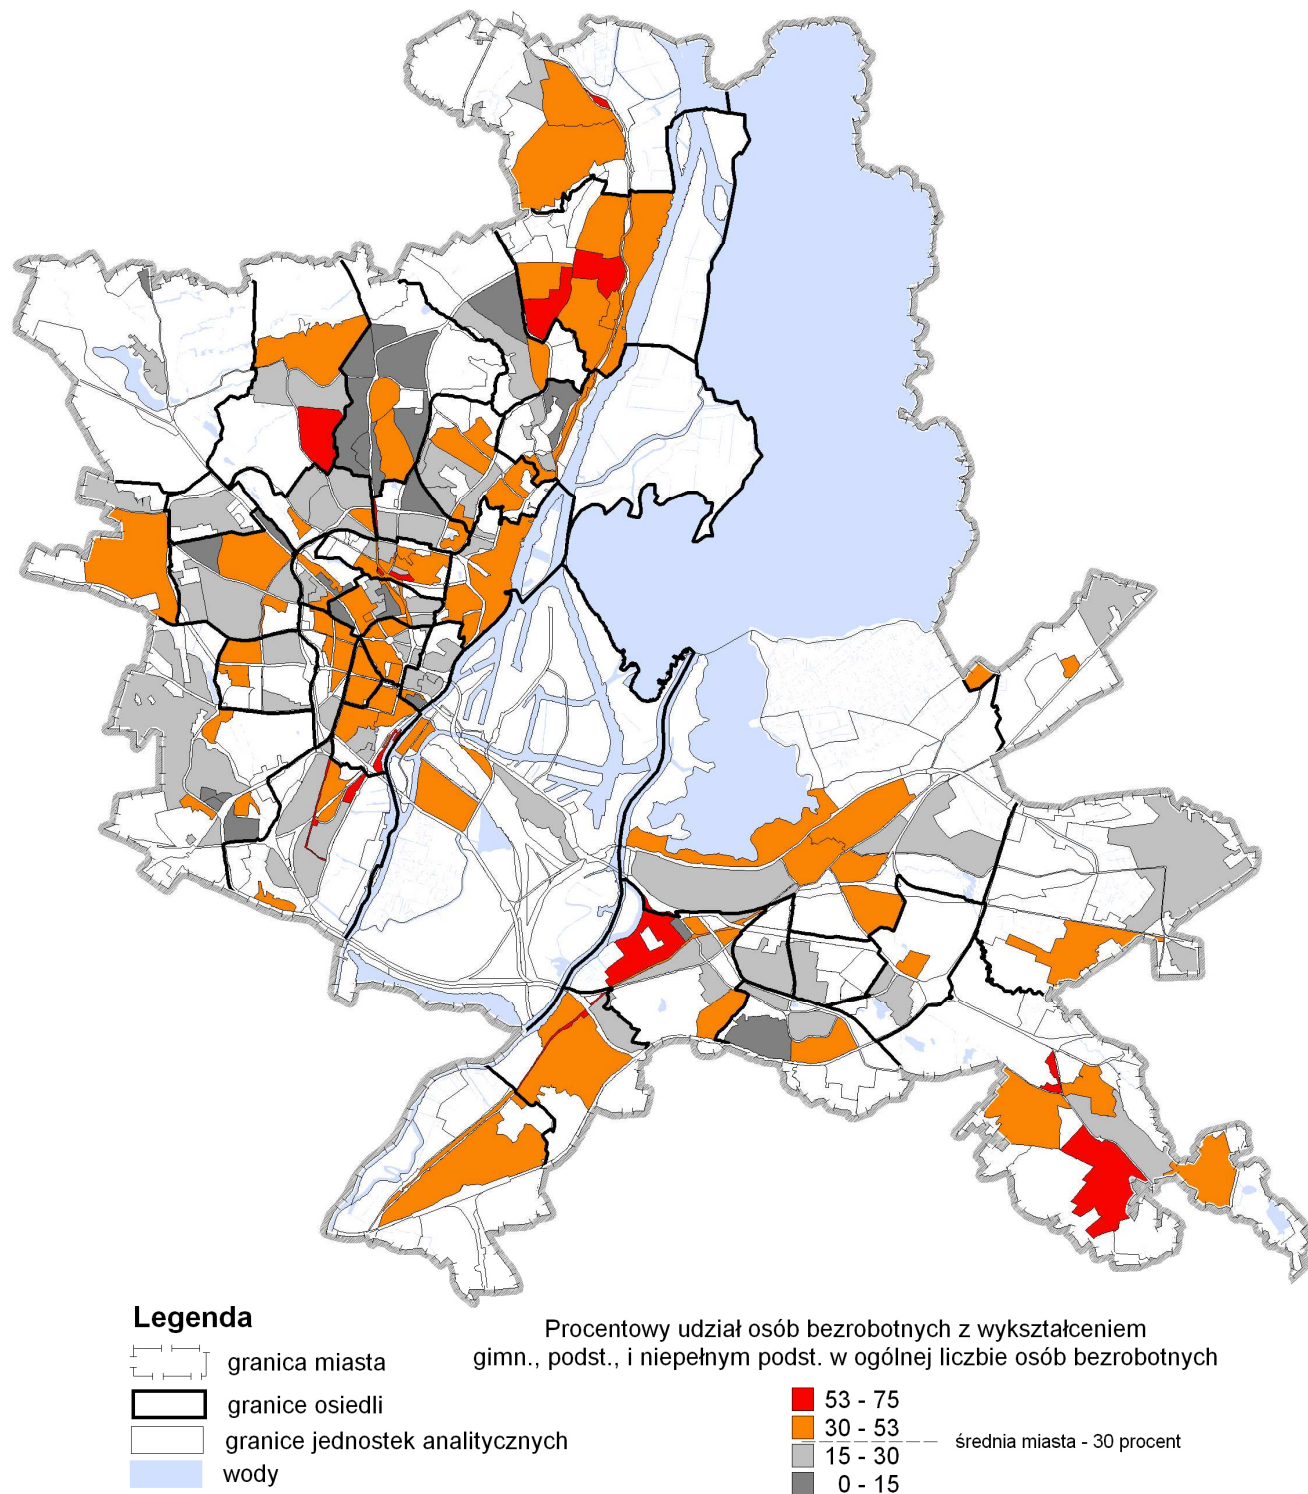 Legenda
granica miasta
granice osiedli
granice jednostek analitycznych
wody
Procentowy udział osób bezrobotnych z wykształceniem
gimn., podst., i niepełnym podst. w ogólnej liczbie osób bezrobotnych
53 - 75
30 - 53
średnia miasta - 30 procent
15 - 30
0 - 15